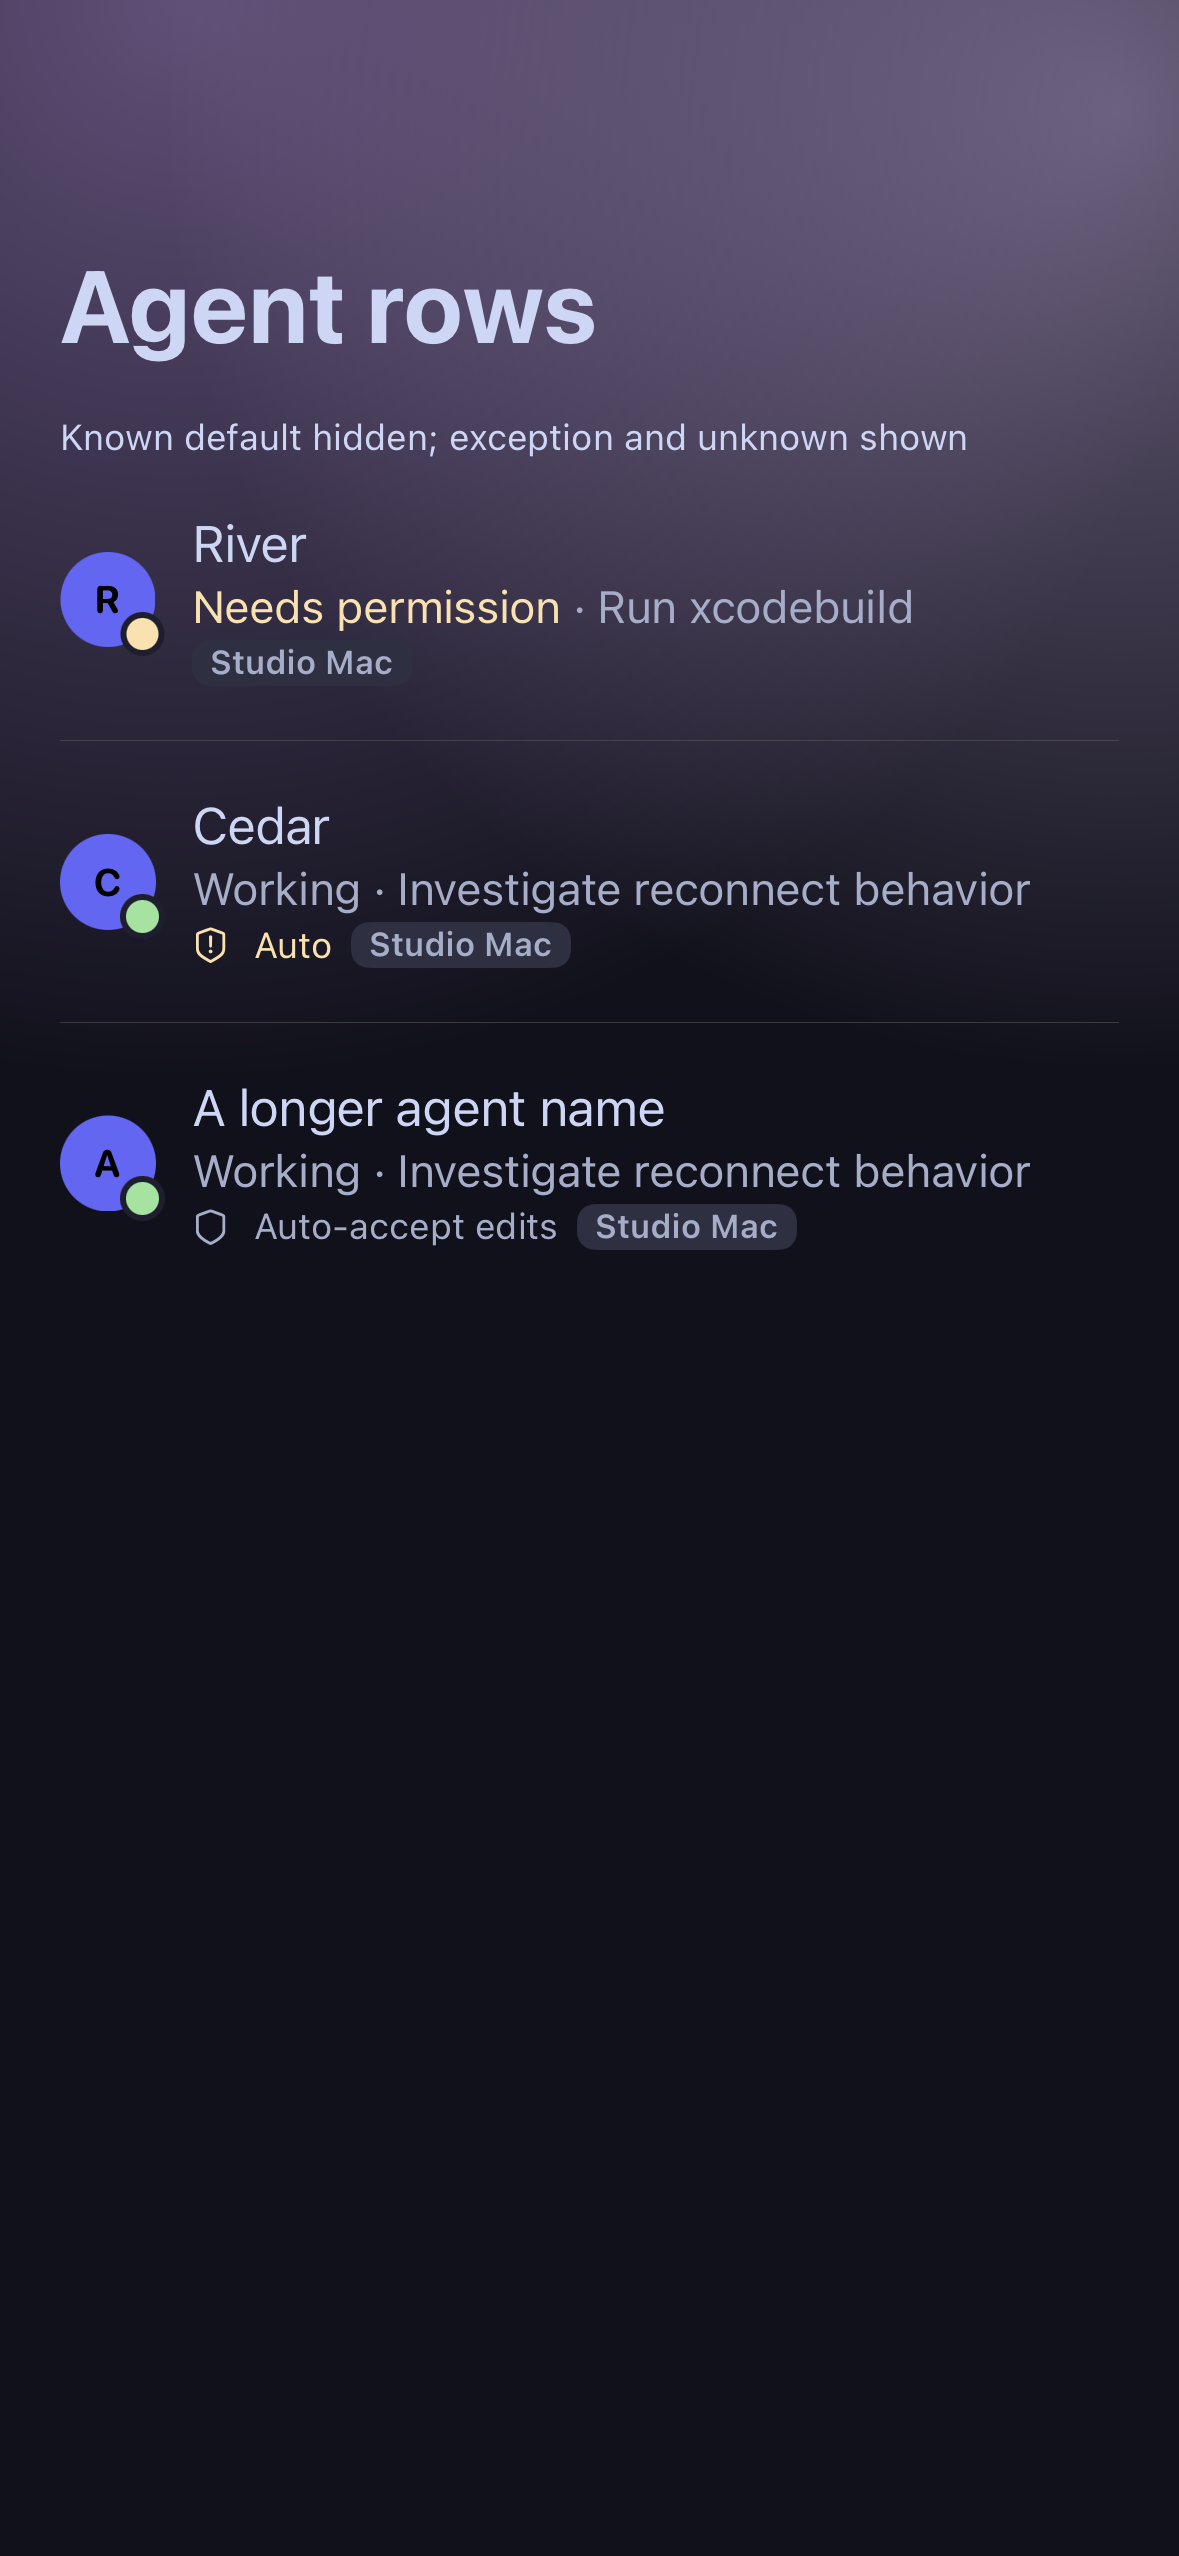 Agent rows
Known default hidden; exception and unknown shown
River
R
Needs permission · Run xcodebuild
Studio Mac
Cedar
C
Working · Investigate reconnect behavior
Auto Studio Mac
A longer agent name
A
Working · Investigate reconnect behavior
Auto-accept edits Studio Mac